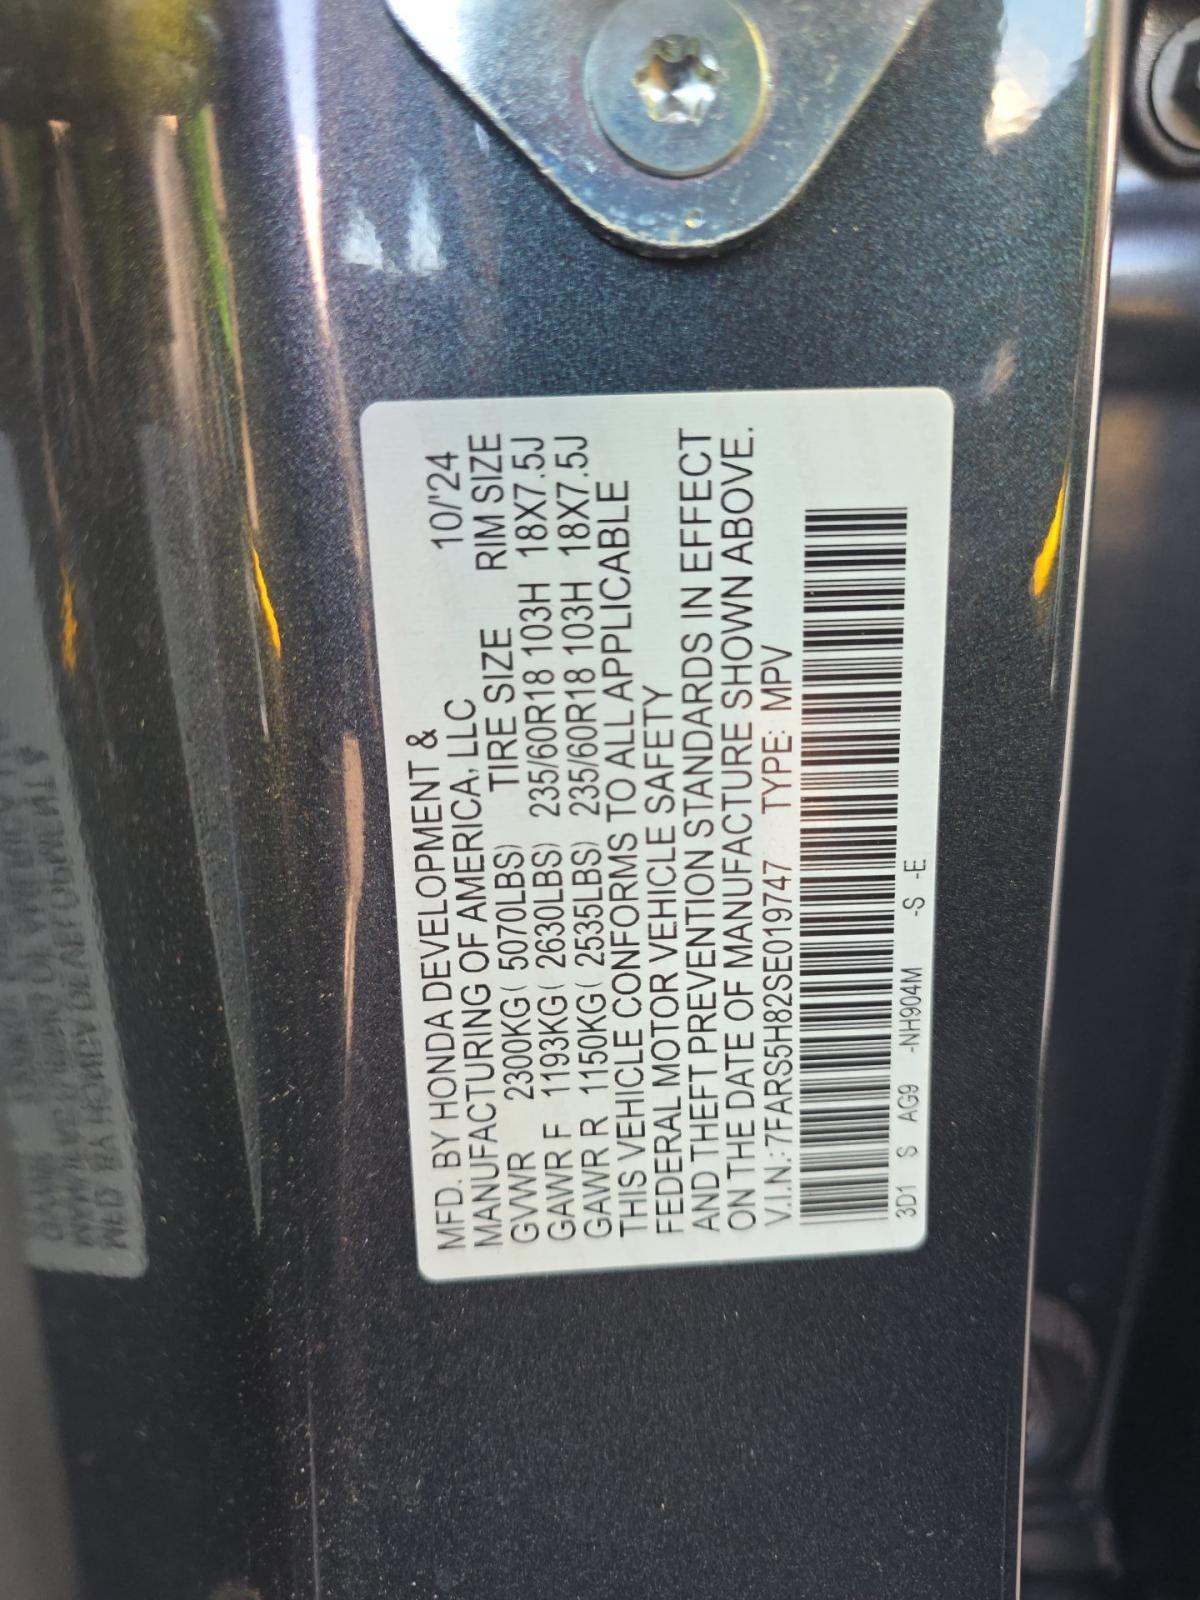 MFD. BY HONDA DEVELOPMENT & 10/'24
MANUFACTURING OF AMERICA, LLC
GVWR 2300KG( 5070LBS) TIRE SIZE RIM SIZE
GAWR F 1193KG( 2630LBS) 235/60R18 103H 18X7.5J
GAWR R 1150KG( 2535LBS) 235/60R18 103H 18X7.5J
THIS VEHICLE CONFORMS TO ALL APPLICABLE
FEDERAL MOTOR VEHICLE SAFETY
AND THEFT PREVENTION STANDARDS IN EFFECT
ON THE DATE OF MANUFACTURE SHOWN ABOVE.
V.I.N.: 7FARS5H82SE019747 TYPE: MPV
3D1 S AG9 -NH904M -S -E